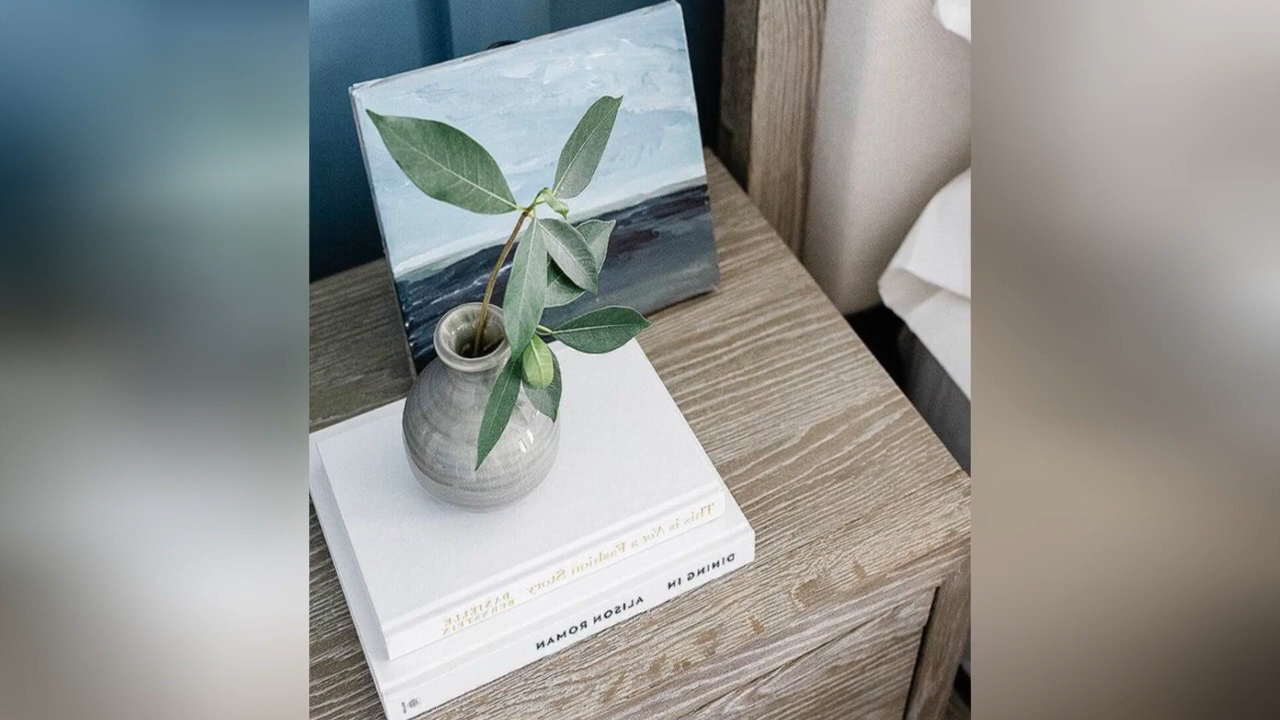 This is Not a Fashion Story DANIELLE
BERNSTEIN
DINING IN ALISON ROMAN